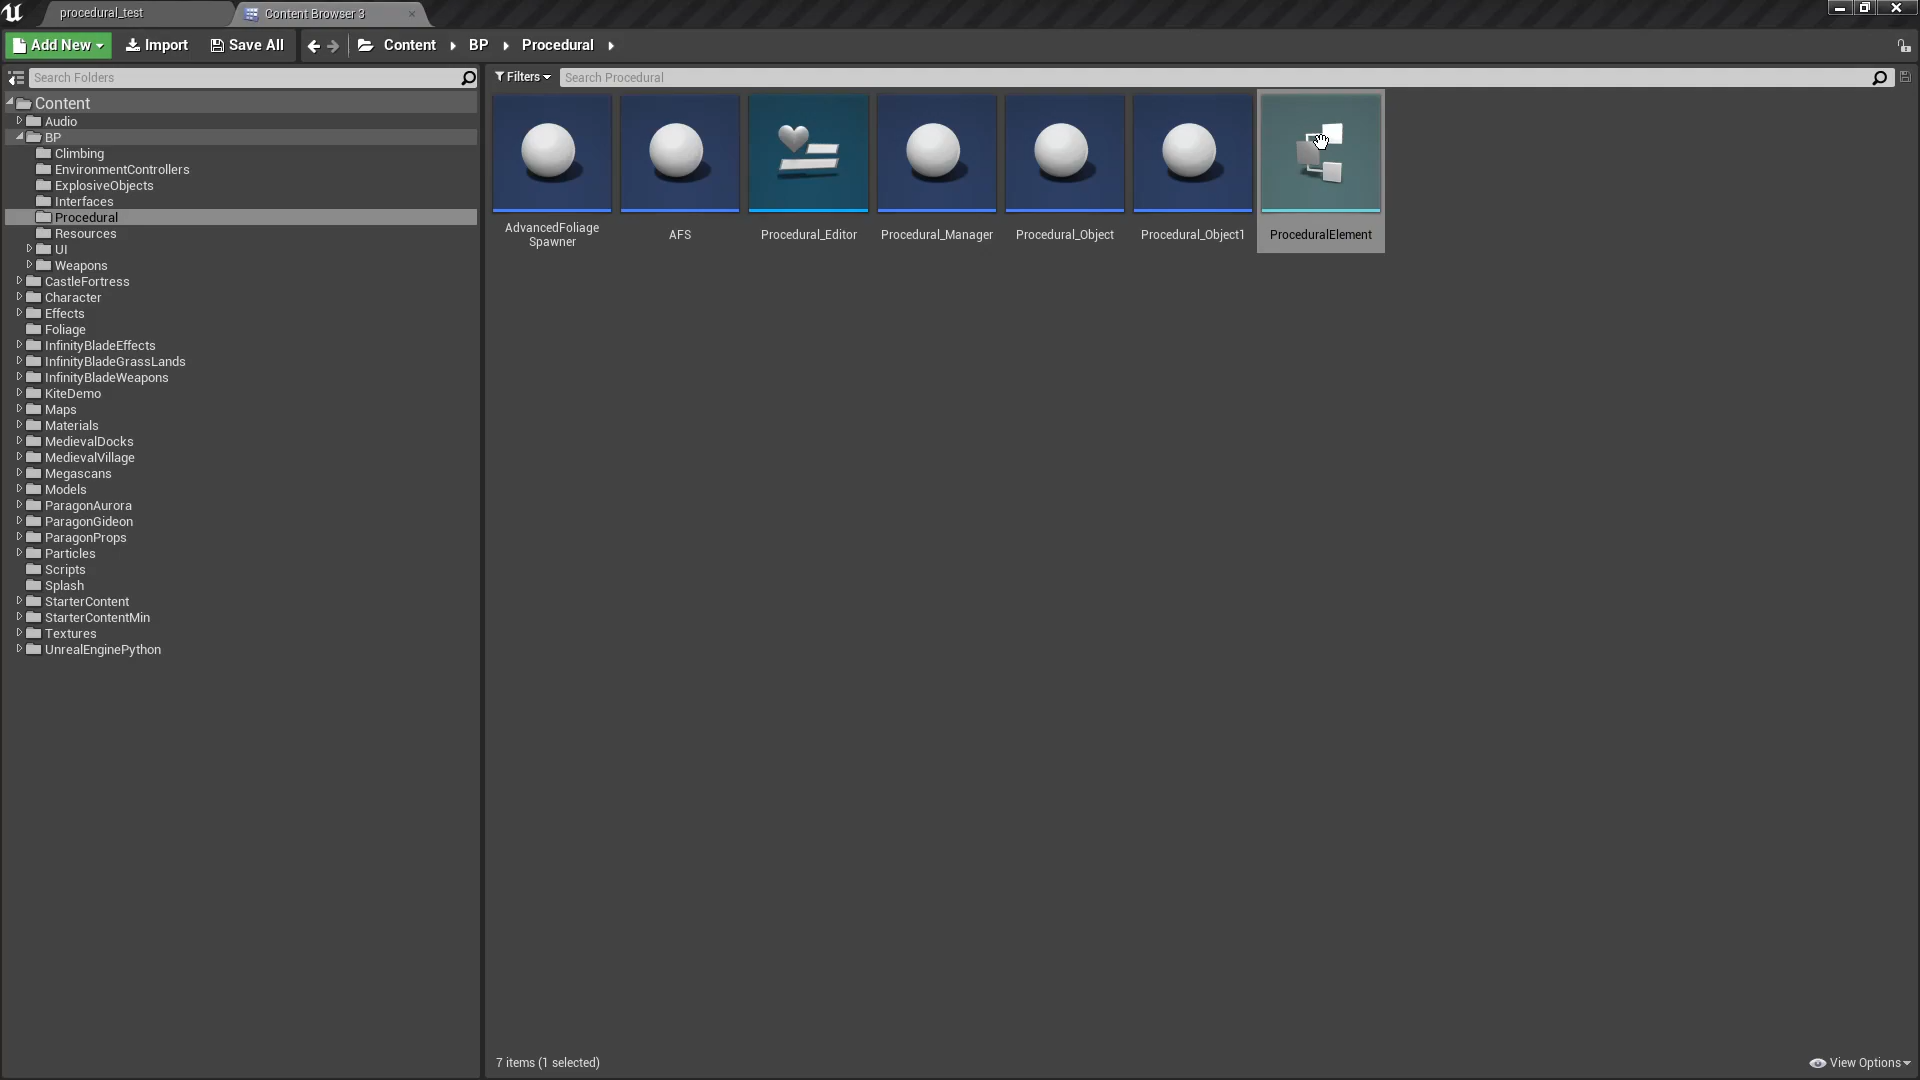 procedural_test
Content Browser 3
Add New
Import
Save All
Content
BP
Procedural
Search Folders
Filters
Search Procedural
Content
Audio
BP
Climbing
EnvironmentControllers
ExplosiveObjects
Interfaces
Procedural
Resources
UI
Weapons
CastleFortress
Character
Effects
Foliage
InfinityBladeEffects
InfinityBladeGrassLands
InfinityBladeWeapons
KiteDemo
Maps
Materials
MedievalDocks
MedievalVillage
Megascans
Models
ParagonAurora
ParagonGideon
ParagonProps
Particles
Scripts
Splash
StarterContent
StarterContentMin
Textures
UnrealEnginePython
AdvancedFoliage
Spawner
AFS
Procedural_Editor
Procedural_Manager
Procedural_Object
Procedural_Object1
ProceduralElement
7 items (1 selected)
View Options